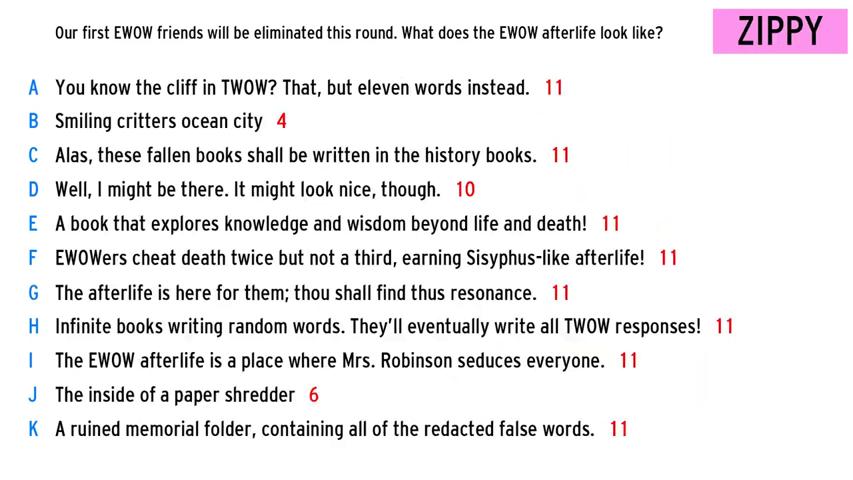 Our first EWOW friends will be eliminated this round. What does the EWOW afterlife look like?
ZIPPY
A You know the cliff in TWOW? That, but eleven words instead. 11
B Smiling critters ocean city 4
C Alas, these fallen books shall be written in the history books. 11
D Well, I might be there. It might look nice, though. 10
E A book that explores knowledge and wisdom beyond life and death! 11
F EWOWers cheat death twice but not a third, earning Sisyphus-like afterlife! 11
G The afterlife is here for them; thou shall find thus resonance. 11
H Infinite books writing random words. They'll eventually write all TWOW responses! 11
I The EWOW afterlife is a place where Mrs. Robinson seduces everyone. 11
J The inside of a paper shredder 6
K A ruined memorial folder, containing all of the redacted false words. 11